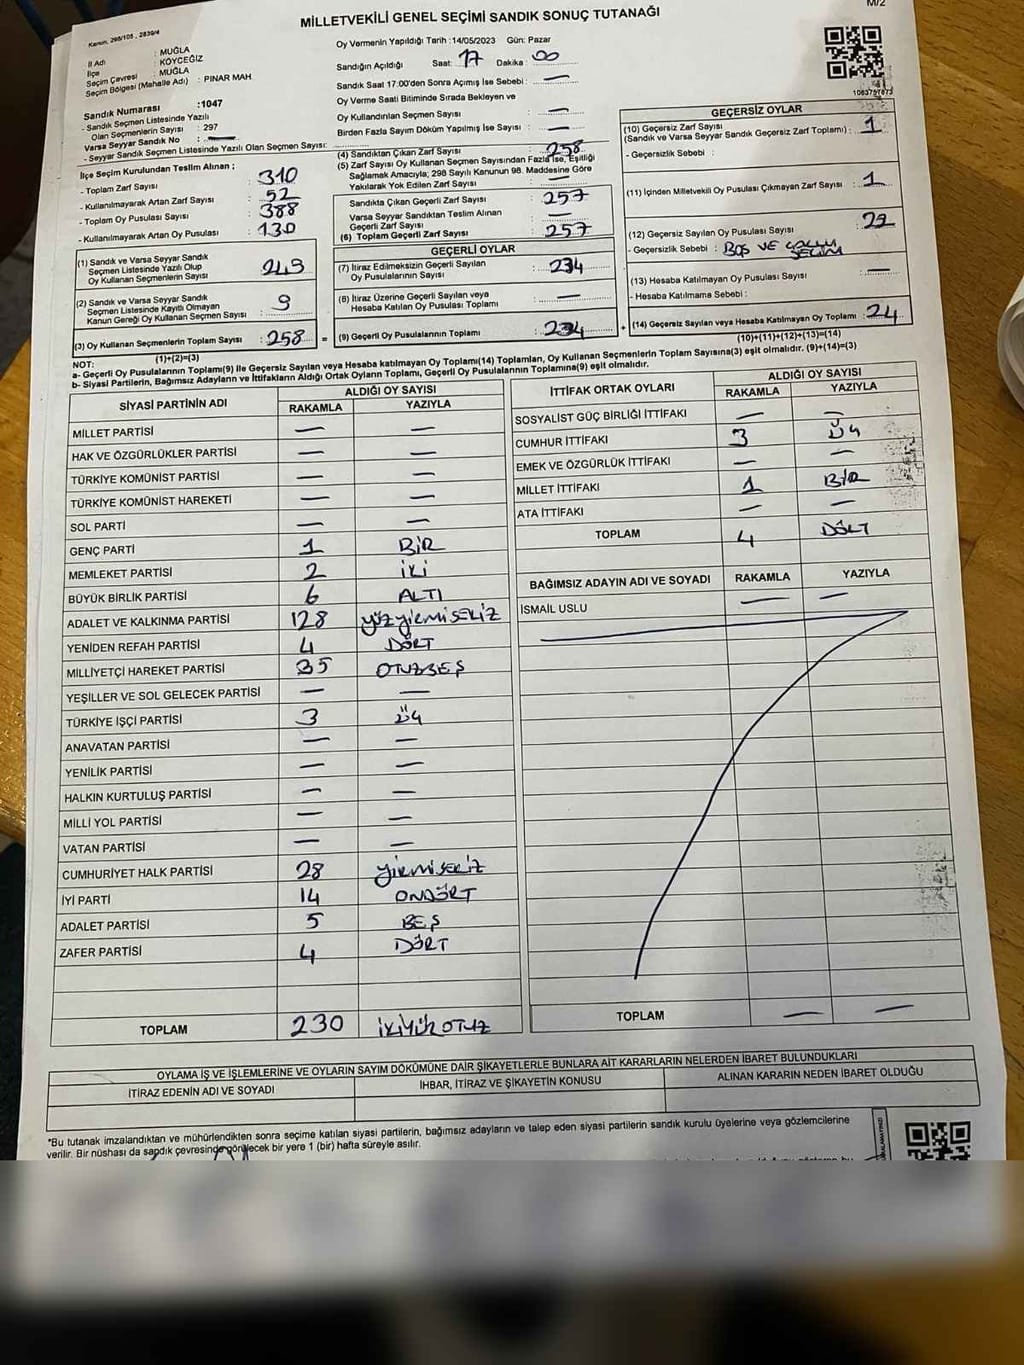 M/2
MİLLETVEKİLİ GENEL SEÇİMİ SANDIK SONUÇ TUTANAĞI
Kanun, 298/105 , 2839/4
İl Adı : MUĞLA
İlçe : KÖYCEĞİZ
Seçim Çevresi : MUĞLA
Seçim Bölgesi (Mahalle Adı) : PINAR MAH.
Sandık Numarası :1047
- Sandık Seçmen Listesinde Yazılı
Olan Seçmenlerin Sayısı : 297
Varsa Seyyar Sandık No : —
- Seyyar Sandık Seçmen Listesinde Yazılı Olan Seçmen Sayısı:
Oy Vermenin Yapıldığı Tarih :14/05/2023 Gün: Pazar
Sandığın Açıldığı Saat: 17 Dakika : 00
Sandık Saat 17:00'den Sonra Açımış İse Sebebi : —
Oy Verme Saati Bitiminde Sırada Bekleyen ve
Oy Kullandırılan Seçmen Sayısı : —
Birden Fazla Sayım Döküm Yapılmış İse Sayısı : —
1063757873
İlçe Seçim Kurulundan Teslim Alınan ;
- Toplam Zarf Sayısı : 310
- Kullanılmayarak Artan Zarf Sayısı : 52
- Toplam Oy Pusulası Sayısı : 388
- Kullanılmayarak Artan Oy Pusulası : 130
(1) Sandık ve Varsa Seyyar Sandık
Seçmen Listesinde Yazılı Olup
Oy Kullanan Seçmenlerin Sayısı : 249
(2) Sandık ve Varsa Seyyar Sandık
Seçmen Listesinde Kayıtlı Olmayan
Kanun Gereği Oy Kullanan Seçmen Sayısı : 9
(3) Oy Kullanan Seçmenlerin Toplam Sayısı : 258 =
(1)+(2)=(3)
(4) Sandıktan Çıkan Zarf Sayısı : 258
(5) Zarf Sayısı Oy Kullanan Seçmen Sayısından Fazla İse, Eşitliği
Sağlamak Amacıyla; 298 Sayılı Kanunun 98. Maddesine Göre
Yakılarak Yok Edilen Zarf Sayısı : —
Sandıkta Çıkan Geçerli Zarf Sayısı : 257
Varsa Seyyar Sandıktan Teslim Alınan
Geçerli Zarf Sayısı : —
(6) Toplam Geçerli Zarf Sayısı : 257
GEÇERLİ OYLAR
(7) İtiraz Edilmeksizin Geçerli Sayılan
Oy Pusulalarının Sayısı : 234
(8) İtiraz Üzerine Geçerli Sayılan veya
Hesaba Katılan Oy Pusulası Toplamı : —
(9) Geçerli Oy Pusulalarının Toplamı : 234 +
GEÇERSİZ OYLAR
(10) Geçersiz Zarf Sayısı
(Sandık ve Varsa Seyyar Sandık Geçersiz Zarf Toplamı) : 1
- Geçersizlik Sebebi :
(11) İçinden Milletvekili Oy Pusulası Çıkmayan Zarf Sayısı : 1
(12) Geçersiz Sayılan Oy Pusulası Sayısı : 22
- Geçersizlik Sebebi : BOŞ VE ÇOKLU
SEÇİM
(13) Hesaba Katılmayan Oy Pusulası Sayısı : —
- Hesaba Katılmama Sebebi :
(14) Geçersiz Sayılan veya Hesaba Katılmayan Oy Toplamı : 24
(10)+(11)+(12)+(13)=(14)
NOT:
a- Geçerli Oy Pusulalarının Toplamı(9) ile Geçersiz Sayılan veya Hesaba katılmayan Oy Toplamı(14) Toplamları, Oy Kullanan Seçmenlerin Toplam Sayısına(3) eşit olmalıdır. (9)+(14)=(3)
b- Siyasi Partilerin, Bağımsız Adayların ve İttifakların Aldığı Ortak Oyların Toplamı, Geçerli Oy Pusulalarının Toplamına(9) eşit olmalıdır.
SİYASİ PARTİNİN ADI ALDIĞI OY SAYISI
RAKAMLA YAZIYLA
MİLLET PARTİSİ — —
HAK VE ÖZGÜRLÜKLER PARTİSİ — —
TÜRKİYE KOMÜNİST PARTİSİ — —
TÜRKİYE KOMÜNİST HAREKETİ — —
SOL PARTİ — —
GENÇ PARTİ 1 BİR
MEMLEKET PARTİSİ 2 İKİ
BÜYÜK BİRLİK PARTİSİ 6 ALTI
ADALET VE KALKINMA PARTİSİ 128 yüzyirmisekiz
YENİDEN REFAH PARTİSİ 4 DÖRT
MİLLİYETÇİ HAREKET PARTİSİ 35 OTUZBEŞ
YEŞİLLER VE SOL GELECEK PARTİSİ — —
TÜRKİYE İŞÇİ PARTİSİ 3 Üç
ANAVATAN PARTİSİ — —
YENİLİK PARTİSİ — —
HALKIN KURTULUŞ PARTİSİ — —
MİLLİ YOL PARTİSİ — —
VATAN PARTİSİ — —
CUMHURİYET HALK PARTİSİ 28 yirmisekiz
İYİ PARTİ 14 ONDÖRT
ADALET PARTİSİ 5 BEŞ
ZAFER PARTİSİ 4 DÖRT
TOPLAM 230 İKİYÜZ OTUZ
İTTİFAK ORTAK OYLARI ALDIĞI OY SAYISI
RAKAMLA YAZIYLA
SOSYALİST GÜÇ BİRLİĞİ İTTİFAKI — —
CUMHUR İTTİFAKI 3 Üç
EMEK VE ÖZGÜRLÜK İTTİFAKI — —
MİLLET İTTİFAKI 1 BİR
ATA İTTİFAKI — —
TOPLAM 4 DÖRT
BAĞIMSIZ ADAYIN ADI VE SOYADI RAKAMLA YAZIYLA
İSMAİL USLU — —
TOPLAM — —
OYLAMA İŞ VE İŞLEMLERİNE VE OYLARIN SAYIM DÖKÜMÜNE DAİR ŞİKAYETLERLE BUNLARA AİT KARARLARIN NELERDEN İBARET BULUNDUKLARI
İTİRAZ EDENİN ADI VE SOYADI İHBAR, İTİRAZ VE ŞİKAYETİN KONUSU ALINAN KARARIN NEDEN İBARET OLDUĞU
*Bu tutanak imzalandıktan ve mühürlendikten sonra seçime katılan siyasi partilerin, bağımsız adayların ve talep eden siyasi partilerin sandık kurulu üyelerine veya gözlemcilerine
verilir. Bir nüshası da sandık çevresinde görülecek bir yere 1 (bir) hafta süreyle asılır.